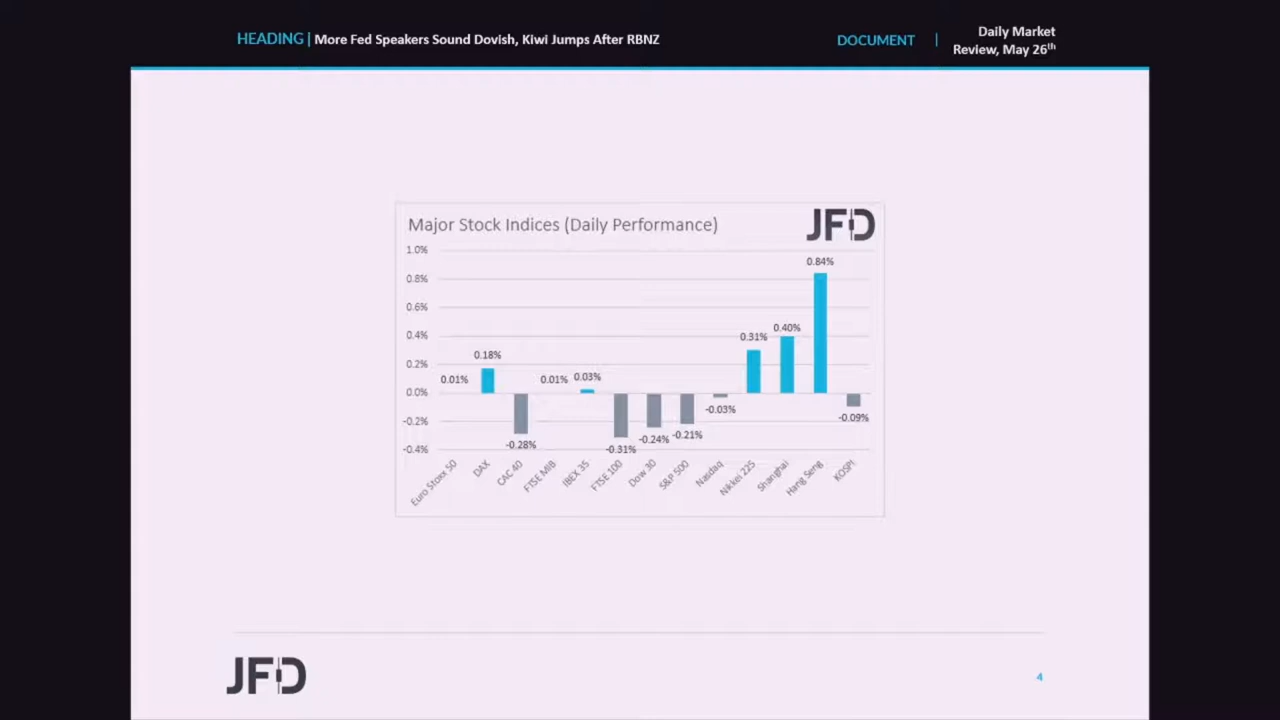 HEADING | More Fed Speakers Sound Dovish, Kiwi Jumps After RBNZ
DOCUMENT | Daily Market
Review, May 26th
Major Stock Indices (Daily Performance)
JFD
1.0%
0.8%
0.6%
0.4%
0.2%
0.0%
-0.2%
-0.4%
0.01%
0.18%
-0.28%
0.01%
0.03%
-0.31%
-0.24%
-0.21%
-0.03%
0.31%
0.40%
0.84%
-0.09%
Euro Stoxx 50
DAX
CAC 40
FTSE MIB
IBEX 35
FTSE 100
Dow 30
S&P 500
Nasdaq
Nikkei 225
Shanghai
Hang Seng
KOSPI
JFD
4